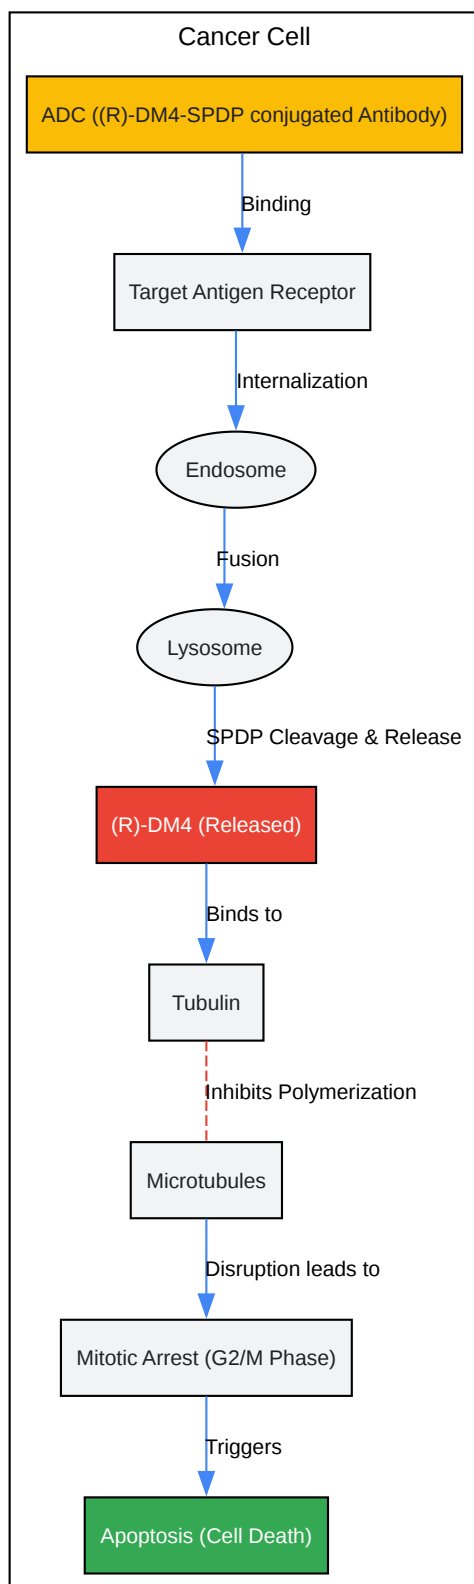 Cancer Cell
ADC ((R)-DM4-SPDP conjugated Antibody)
Binding
Target Antigen Receptor
Internalization
Endosome
Fusion
Lysosome
SPDP Cleavage & Release
(R)-DM4 (Released)
Binds to
Tubulin
Inhibits Polymerization
Microtubules
Disruption leads to
Mitotic Arrest (G2/M Phase)
Triggers
Apoptosis (Cell Death)